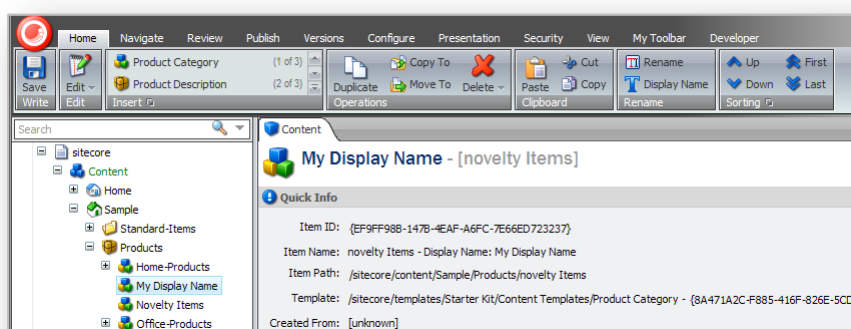 Home Navigate Review Publish Versions Configure Presentation Security View My Toolbar Developer
Product Category (1 of 3) Copy To Cut Rename Up First
Product Description (2 of 3) Move To Copy Display Name Down Last
Save Edit Duplicate Delete Paste
Write Edit Insert Operations Clipboard Rename Sorting
Search
sitecore
Content
Home
Sample
Standard-Items
Products
Home-Products
My Display Name
Novelty Items
Office-Products
Content
My Display Name - [novelty Items]
Quick Info
Item ID: {EF9FF98B-147B-4EAF-A6FC-7E66ED723237}
Item Name: novelty Items - Display Name: My Display Name
Item Path: /sitecore/content/Sample/Products/novelty Items
Template: /sitecore/templates/Starter Kit/Content Templates/Product Category - {8A471A2C-F885-416F-826E-5CD
Created From: [unknown]